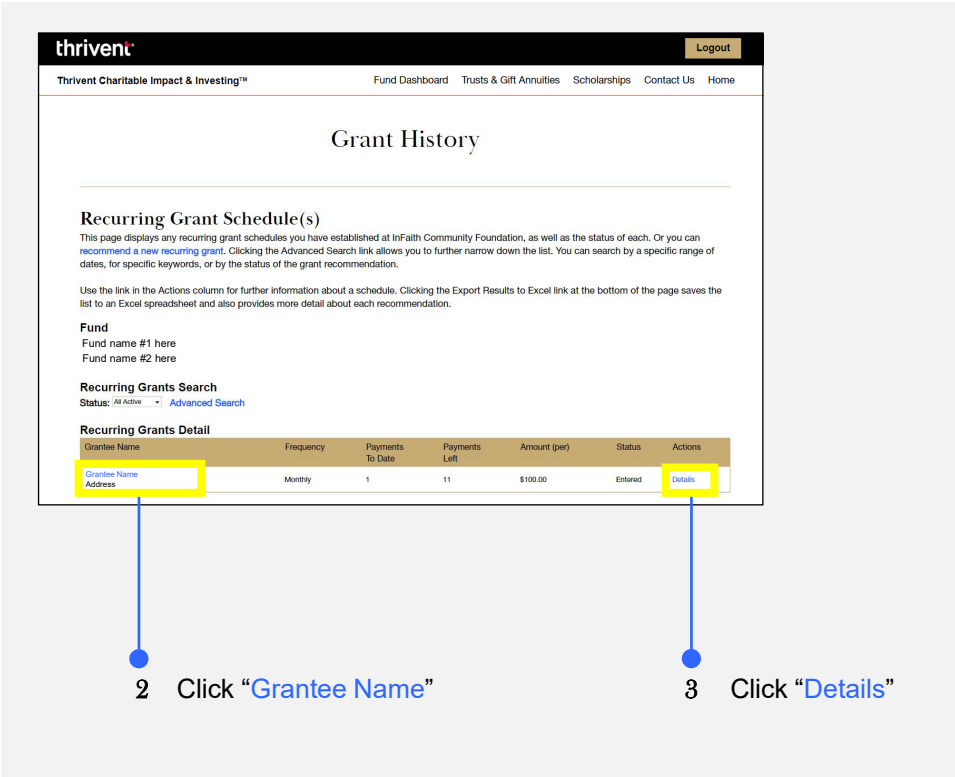 thrivent
Logout
Thrivent Charitable Impact & Investing™
Fund Dashboard Trusts & Gift Annuities Scholarships Contact Us Home
Grant History
Recurring Grant Schedule(s)
This page displays any recurring grant schedules you have established at InFaith Community Foundation, as well as the status of each. Or you can
recommend a new recurring grant. Clicking the Advanced Search link allows you to further narrow down the list. You can search by a specific range of
dates, for specific keywords, or by the status of the grant recommendation.
Use the link in the Actions column for further information about a schedule. Clicking the Export Results to Excel link at the bottom of the page saves the
list to an Excel spreadsheet and also provides more detail about each recommendation.
Fund
Fund name #1 here
Fund name #2 here
Recurring Grants Search
Status: All Active Advanced Search
Recurring Grants Detail
Grantee Name Frequency Payments To Date Payments Left Amount (per) Status Actions
Grantee Name
Address Monthly 1 11 $100.00 Entered Details
2 Click “Grantee Name”
3 Click “Details”